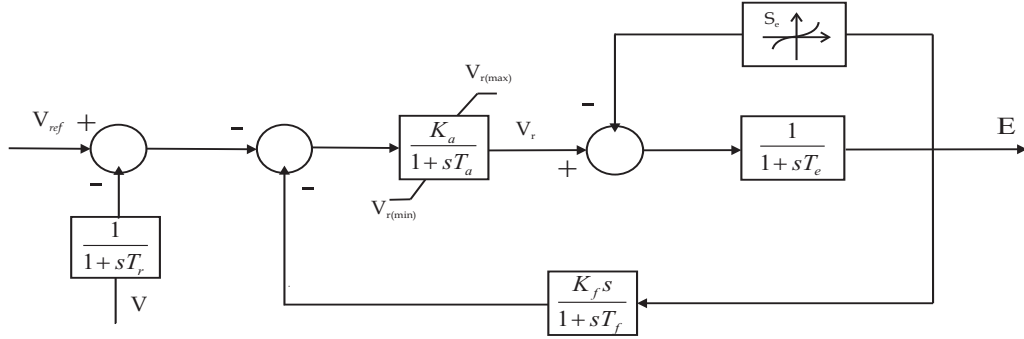 S_e
V_r(max)
V_ref
+
−
−
K_a
1 + sT_a
V_r
−
+
1
1 + sT_e
E
−
−
V_r(min)
1
1 + sT_r
V
K_f s
1 + sT_f